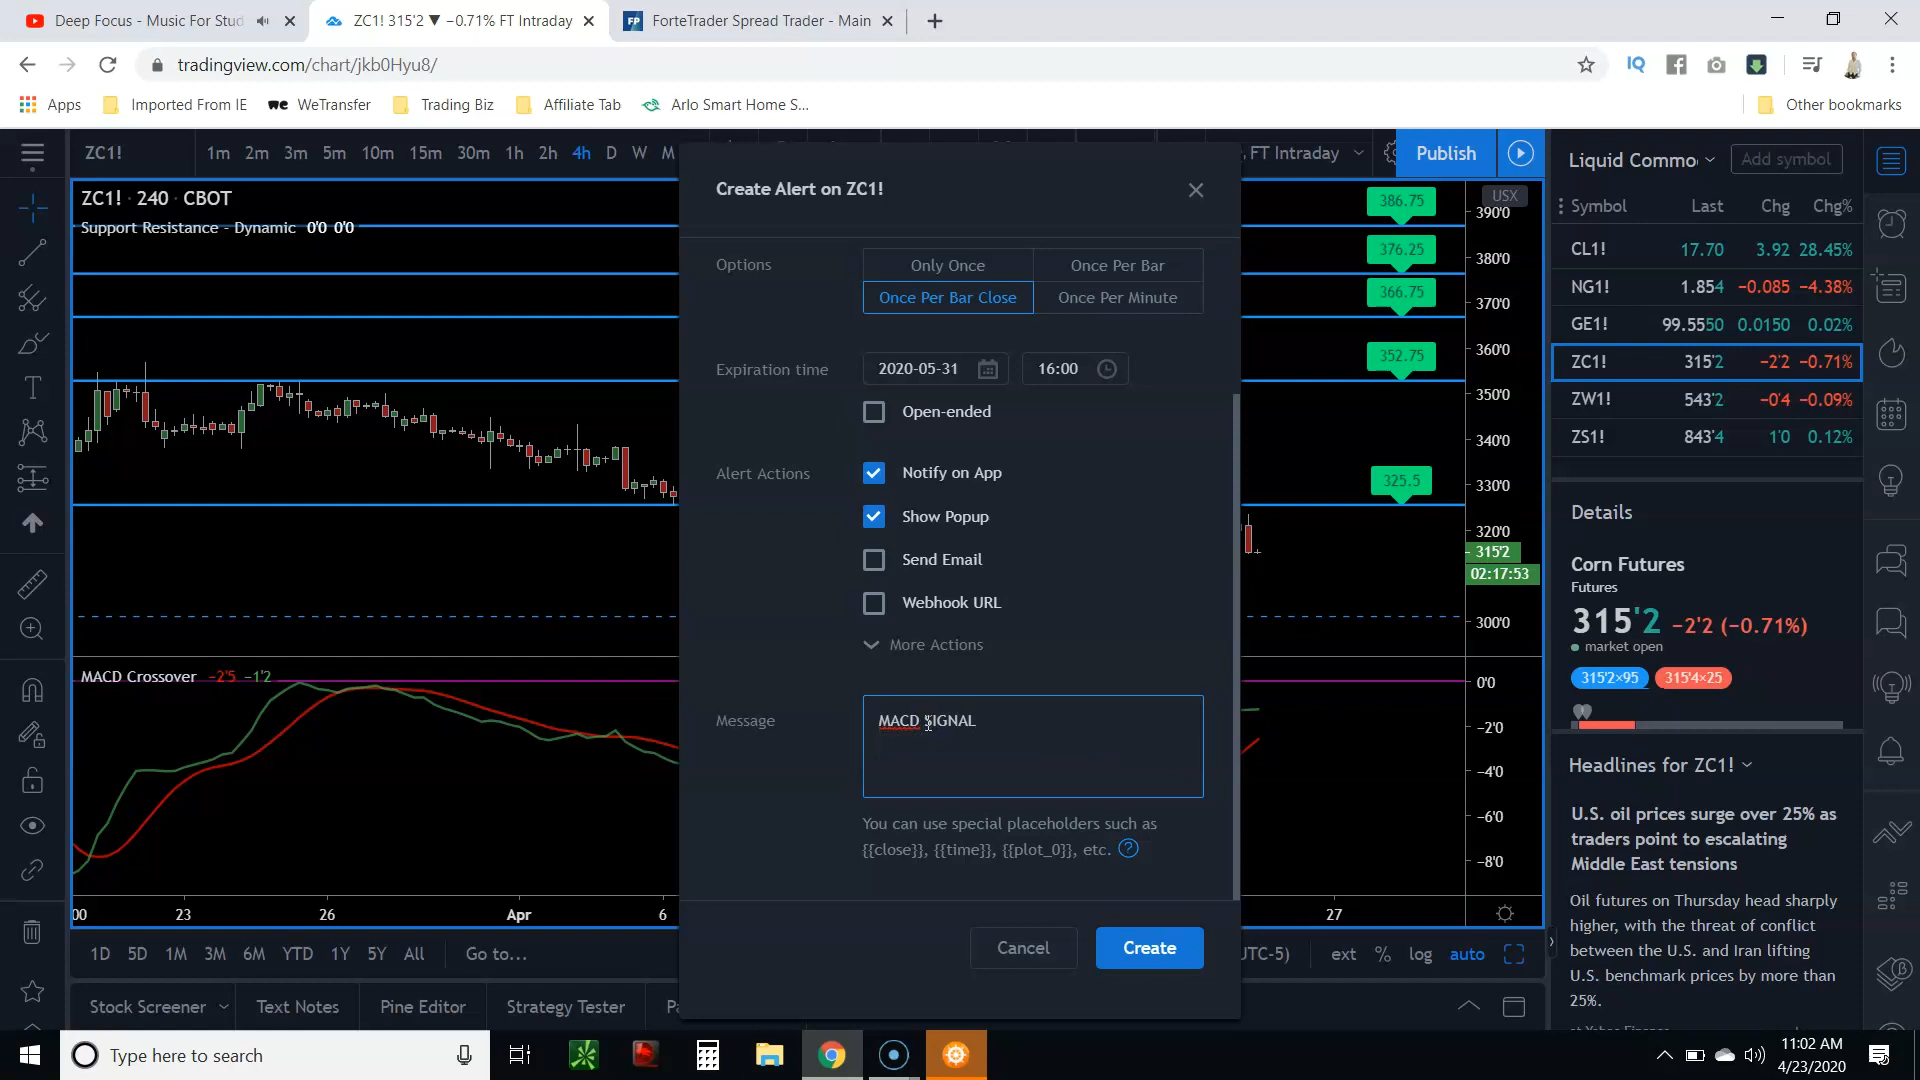 Deep Focus - Music For Stud
ZC1! 315'2 ▼ −0.71% FT Intraday
ForteTrader Spread Trader - Main
tradingview.com/chart/jkb0Hyu8/
Apps
Imported From IE
WeTransfer
Trading Biz
Affiliate Tab
Arlo Smart Home S...
Other bookmarks
ZC1! 1m 2m 3m 5m 10m 15m 30m 1h 2h 4h D W M
FT Intraday
Publish
ZC1! · 240 · CBOT
Support Resistance - Dynamic 0'0 0'0
386.75
376.25
366.75
352.75
325.5
USX
390'0
380'0
370'0
360'0
350'0
340'0
330'0
320'0
315'2
02:17:53
300'0
MACD Crossover −2'5 −1'2
0'0
−2'0
−4'0
−6'0
−8'0
00 23 26 Apr 6 27
1D 5D 1M 3M 6M YTD 1Y 5Y All Go to...
UTC-5) ext % log auto
Stock Screener Text Notes Pine Editor Strategy Tester Pa
Create Alert on ZC1!
Options
Only Once Once Per Bar
Once Per Bar Close Once Per Minute
Expiration time 2020-05-31 16:00
Open-ended
Alert Actions Notify on App
Show Popup
Send Email
Webhook URL
More Actions
Message MACD SIGNAL
You can use special placeholders such as
{{close}}, {{time}}, {{plot_0}}, etc.
Cancel Create
Liquid Commo
Add symbol
Symbol Last Chg Chg%
CL1! 17.70 3.92 28.45%
NG1! 1.854 −0.085 −4.38%
GE1! 99.5550 0.0150 0.02%
ZC1! 315'2 −2'2 −0.71%
ZW1! 543'2 −0'4 −0.09%
ZS1! 843'4 1'0 0.12%
Details
Corn Futures
Futures
315'2 −2'2 (−0.71%)
market open
315'2×95 315'4×25
Headlines for ZC1!
U.S. oil prices surge over 25% as
traders point to escalating
Middle East tensions
Oil futures on Thursday head sharply
higher, with the threat of conflict
between the U.S. and Iran lifting
U.S. benchmark prices by more than
25%.
Type here to search
11:02 AM
4/23/2020